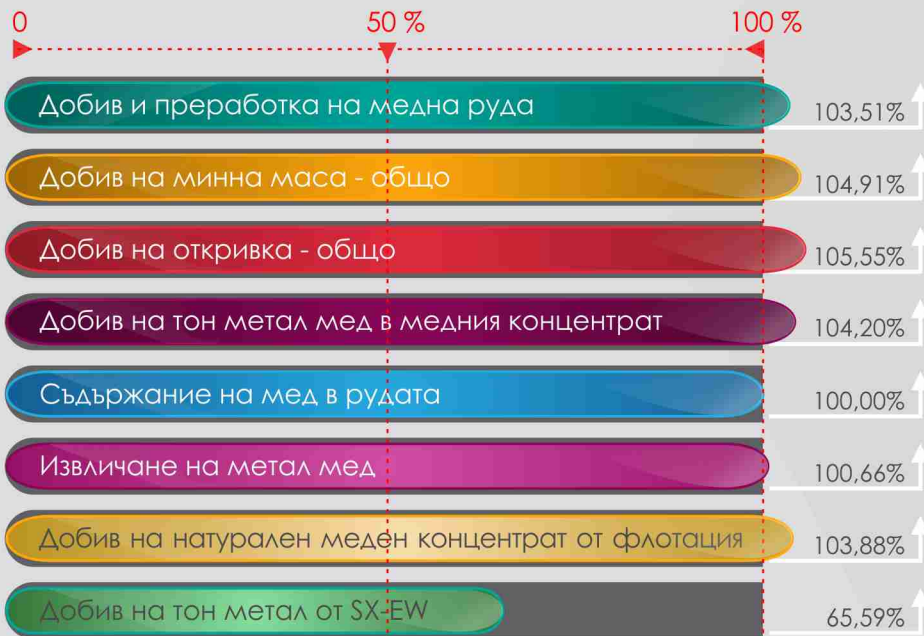 0 50 % 100 %
Добив и преработка на медна руда 103,51%
Добив на минна маса - общо 104,91%
Добив на откривка - общо 105,55%
Добив на тон метал мед в медния концентрат 104,20%
Съдържание на мед в рудата 100,00%
Извличане на метал мед 100,66%
Добив на натурален меден концентрат от флотация 103,88%
Добив на тон метал от SX-EW 65,59%